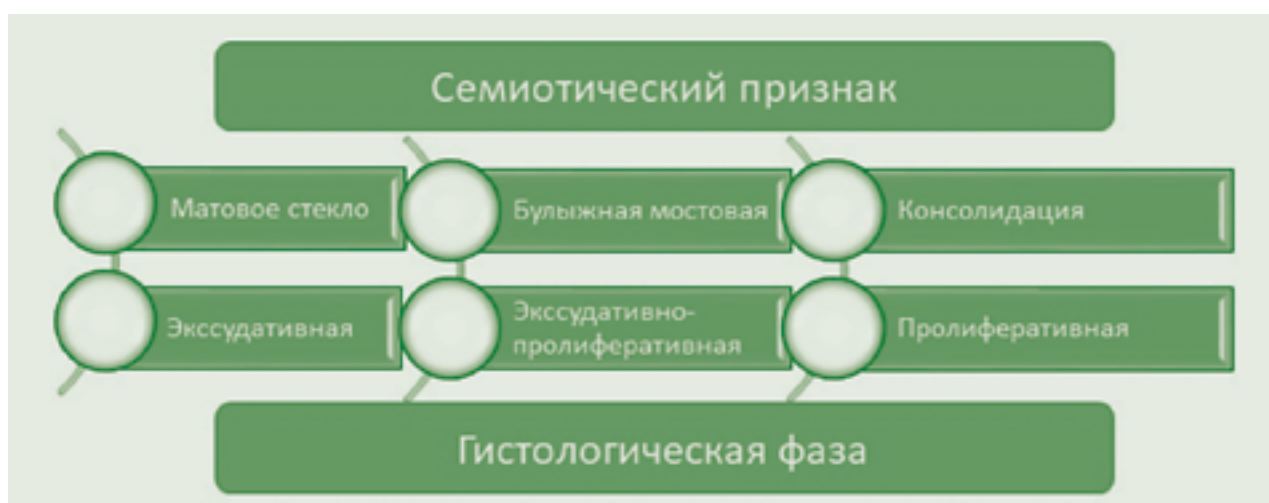 Семиотический признак
Матовое стекло
Булыжная мостовая
Консолидация
Экссудативная
Экссудативно-
пролиферативная
Пролиферативная
Гистологическая фаза